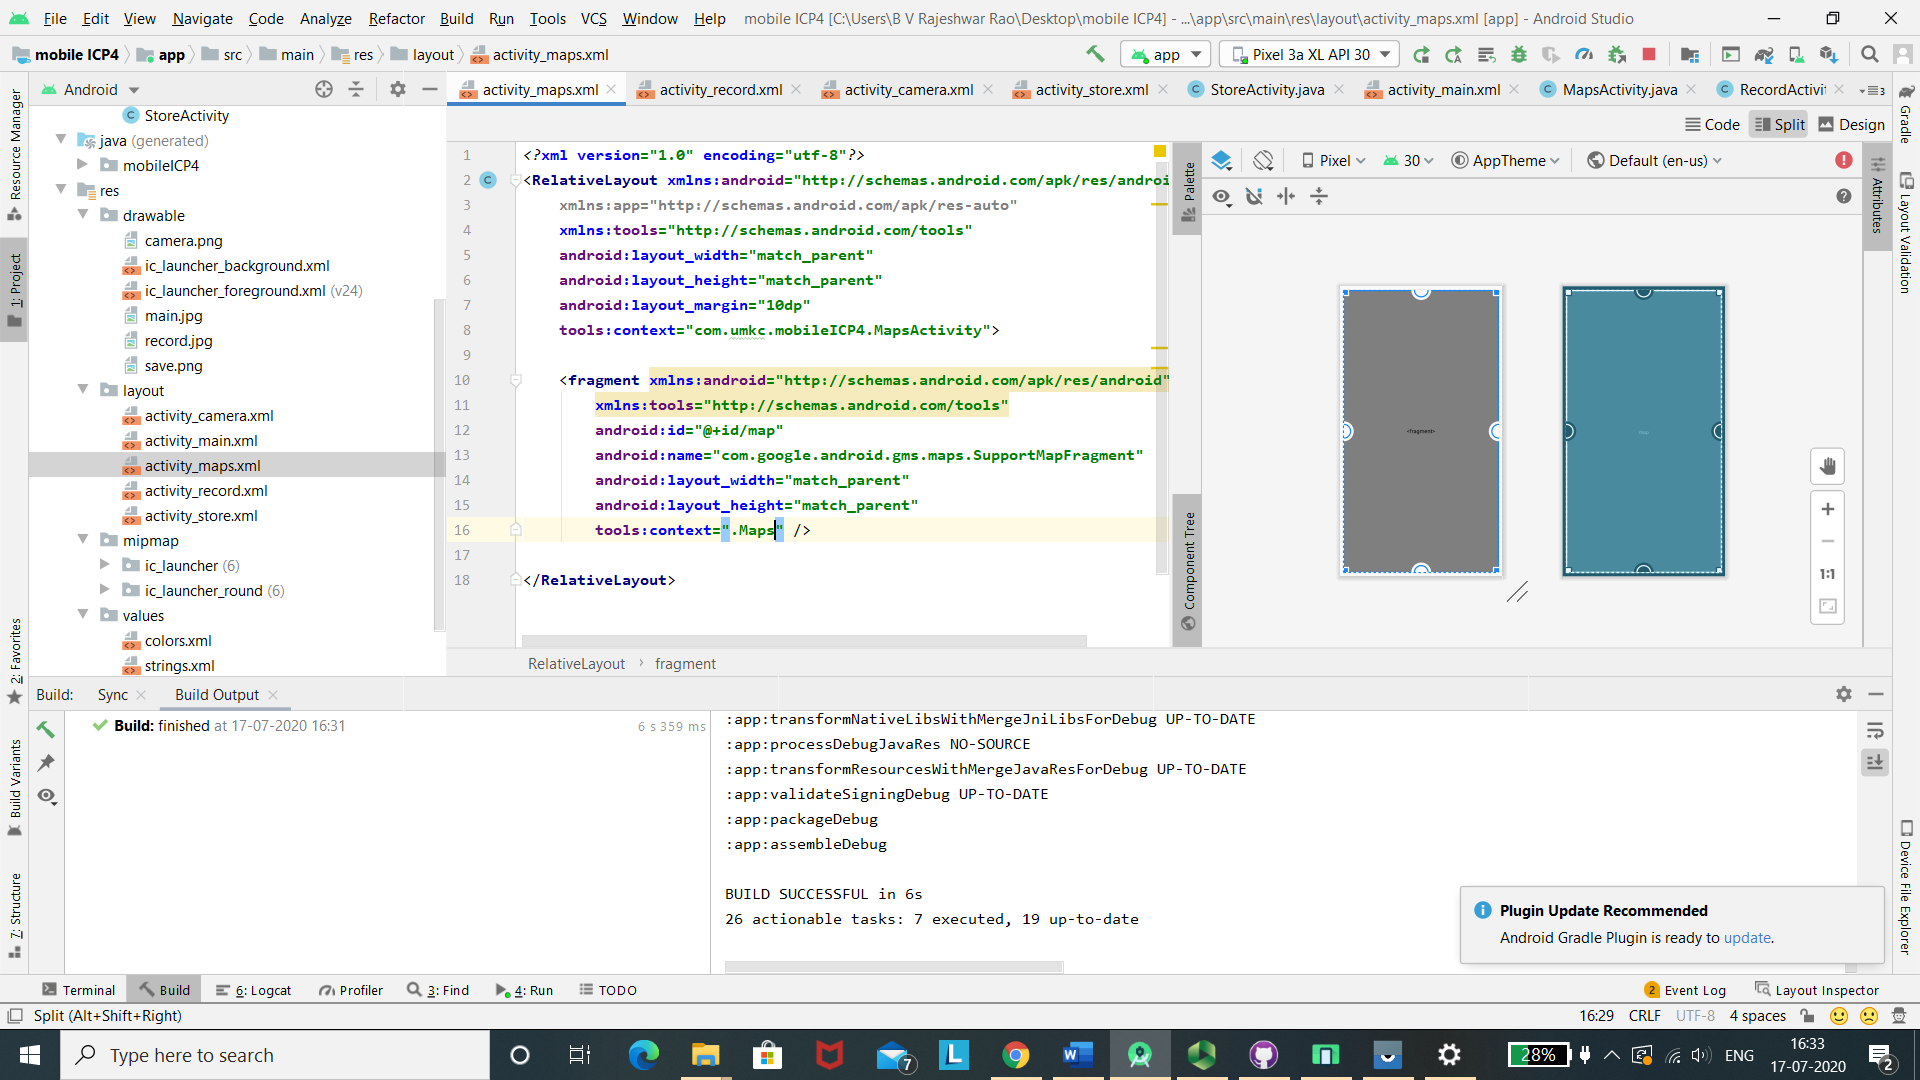 File Edit View Navigate Code Analyze Refactor Build Run Tools VCS Window Help mobile ICP4 [C:\Users\B V Rajeshwar Rao\Desktop\mobile ICP4] - ...\app\src\main\res\layout\activity_maps.xml [app] - Android Studio
mobile ICP4 app src main res layout activity_maps.xml app Pixel 3a XL API 30
Android activity_maps.xml activity_record.xml activity_camera.xml activity_store.xml StoreActivity.java activity_main.xml MapsActivity.java RecordActivit 3
Code Split Design
Resource Manager
1: Project
2: Favorites
Build Variants
7: Structure
StoreActivity
java (generated)
mobileICP4
res
drawable
camera.png
ic_launcher_background.xml
ic_launcher_foreground.xml (v24)
main.jpg
record.jpg
save.png
layout
activity_camera.xml
activity_main.xml
activity_maps.xml
activity_record.xml
activity_store.xml
mipmap
ic_launcher (6)
ic_launcher_round (6)
values
colors.xml
strings.xml
1 <?xml version="1.0" encoding="utf-8"?>
2 C <RelativeLayout xmlns:android="http://schemas.android.com/apk/res/androi
3 xmlns:app="http://schemas.android.com/apk/res-auto"
4 xmlns:tools="http://schemas.android.com/tools"
5 android:layout_width="match_parent"
6 android:layout_height="match_parent"
7 android:layout_margin="10dp"
8 tools:context="com.umkc.mobileICP4.MapsActivity">
9
10 <fragment xmlns:android="http://schemas.android.com/apk/res/android"
11 xmlns:tools="http://schemas.android.com/tools"
12 android:id="@+id/map"
13 android:name="com.google.android.gms.maps.SupportMapFragment"
14 android:layout_width="match_parent"
15 android:layout_height="match_parent"
16 tools:context=".Maps" />
17
18 </RelativeLayout>
RelativeLayout fragment
Palette
Component Tree
Pixel 30 AppTheme Default (en-us)
<fragment>
1:1
Attributes
Gradle
Layout Validation
Device File Explorer
Build: Sync Build Output
Build: finished at 17-07-2020 16:31 6 s 359 ms
:app:transformNativeLibsWithMergeJniLibsForDebug UP-TO-DATE
:app:processDebugJavaRes NO-SOURCE
:app:transformResourcesWithMergeJavaResForDebug UP-TO-DATE
:app:validateSigningDebug UP-TO-DATE
:app:packageDebug
:app:assembleDebug
BUILD SUCCESSFUL in 6s
26 actionable tasks: 7 executed, 19 up-to-date
Plugin Update Recommended
Android Gradle Plugin is ready to update.
Terminal Build 6: Logcat Profiler 3: Find 4: Run TODO 2 Event Log Layout Inspector
Split (Alt+Shift+Right) 16:29 CRLF UTF-8 4 spaces
Type here to search 7 L W 28% ENG 16:33
17-07-2020 2